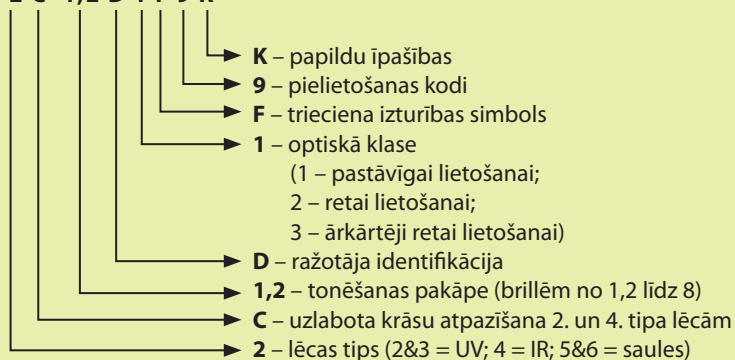 K – papildu īpašības
9 – pielietošanas kodi
F – trieciena izturības simbols
1 – optiskā klase
(1 – pastāvīgai lietošanai;
2 – retai lietošanai;
3 – ārkārtēji retai lietošanai)
D – ražotāja identifikācija
1,2 – tonēšanas pakāpe (brillēm no 1,2 līdz 8)
C – uzlabota krāsu atpazīšana 2. un 4. tipa lēcām
2 – lēcas tips (2&3 = UV; 4 = IR; 5&6 = saules)